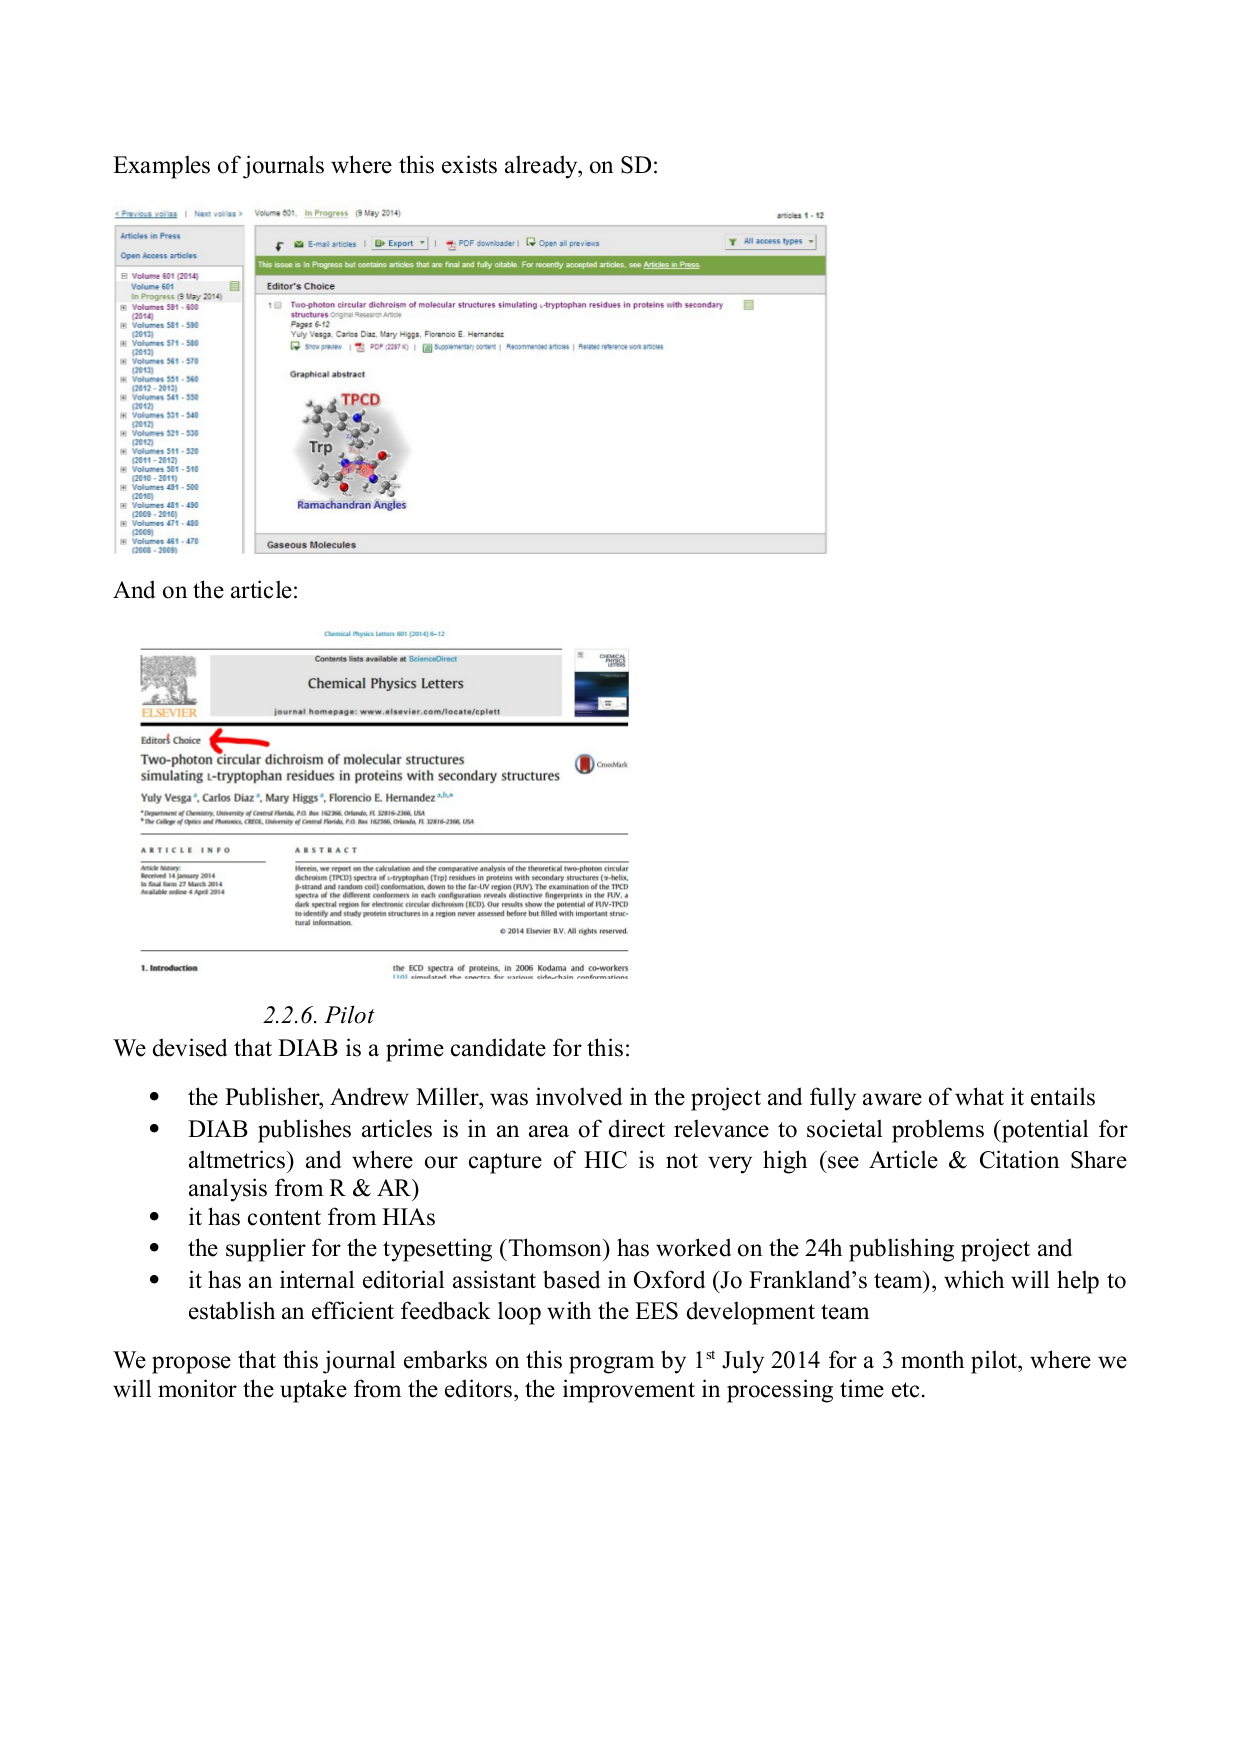 Examples of journals where this exists already, on SD:
< Previous vol/iss | Next vol/iss >
Volume 601, In Progress (9 May 2014)
articles 1 - 12
Articles in Press
Open Access articles
Volume 601 (2014)
Volume 601
In Progress (9 May 2014)
Volumes 591 - 600
(2014)
Volumes 581 - 590
(2013)
Volumes 571 - 580
(2013)
Volumes 561 - 570
(2013)
Volumes 551 - 560
(2012 - 2013)
Volumes 541 - 550
(2012)
Volumes 531 - 540
(2012)
Volumes 521 - 530
(2012)
Volumes 511 - 520
(2011 - 2012)
Volumes 501 - 510
(2010 - 2011)
Volumes 491 - 500
(2010)
Volumes 481 - 490
(2009 - 2010)
Volumes 471 - 480
(2009)
Volumes 461 - 470
(2008 - 2009)
E-mail articles | Export | PDF downloader | Open all previews
All access types
This issue is In Progress but contains articles that are final and fully citable. For recently accepted articles, see Articles in Press.
Editor's Choice
1 Two-photon circular dichroism of molecular structures simulating L-tryptophan residues in proteins with secondary
structures Original Research Article
Pages 6-12
Yuly Vesga, Carlos Diaz, Mary Higgs, Florencio E. Hernandez
Show preview | PDF (2297 K) | Supplementary content | Recommended articles | Related reference work articles
Graphical abstract
TPCD
Trp
Ramachandran Angles
Gaseous Molecules
And on the article:
Chemical Physics Letters 601 (2014) 6–12
Contents lists available at ScienceDirect
Chemical Physics Letters
journal homepage: www.elsevier.com/locate/cplett
ELSEVIER
CHEMICAL
PHYSICS
LETTERS
Editor's Choice
Two-photon circular dichroism of molecular structures
simulating L-tryptophan residues in proteins with secondary structures
CrossMark
Yuly Vesga a, Carlos Diaz a, Mary Higgs a, Florencio E. Hernandez a,b,*
a Department of Chemistry, University of Central Florida, P.O. Box 162366, Orlando, FL 32816-2366, USA
b The College of Optics and Photonics, CREOL, University of Central Florida, P.O. Box 162366, Orlando, FL 32816-2366, USA
ARTICLE INFO
Article history:
Received 14 January 2014
In final form 27 March 2014
Available online 4 April 2014
ABSTRACT
Herein, we report on the calculation and the comparative analysis of the theoretical two-photon circular
dichroism (TPCD) spectra of L-tryptophan (Trp) residues in proteins with secondary structures (α-helix,
β-strand and random coil) conformation, down to the far-UV region (FUV). The examination of the TPCD
spectra of the different conformers in each configuration reveals distinctive fingerprints in the FUV, a
dark spectral region for electronic circular dichroism (ECD). Our results show the potential of FUV-TPCD
to identify and study protein structures in a region never assessed before but filled with important struc-
tural information.
© 2014 Elsevier B.V. All rights reserved.
1. Introduction
the ECD spectra of proteins, in 2006 Kodama and co-workers
[10] simulated the spectra for various side-chain conformations
2.2.6. Pilot
We devised that DIAB is a prime candidate for this:
• the Publisher, Andrew Miller, was involved in the project and fully aware of what it entails
• DIAB publishes articles is in an area of direct relevance to societal problems (potential for
altmetrics) and where our capture of HIC is not very high (see Article & Citation Share
analysis from R & AR)
• it has content from HIAs
• the supplier for the typesetting (Thomson) has worked on the 24h publishing project and
• it has an internal editorial assistant based in Oxford (Jo Frankland’s team), which will help to
establish an efficient feedback loop with the EES development team
We propose that this journal embarks on this program by 1st July 2014 for a 3 month pilot, where we
will monitor the uptake from the editors, the improvement in processing time etc.